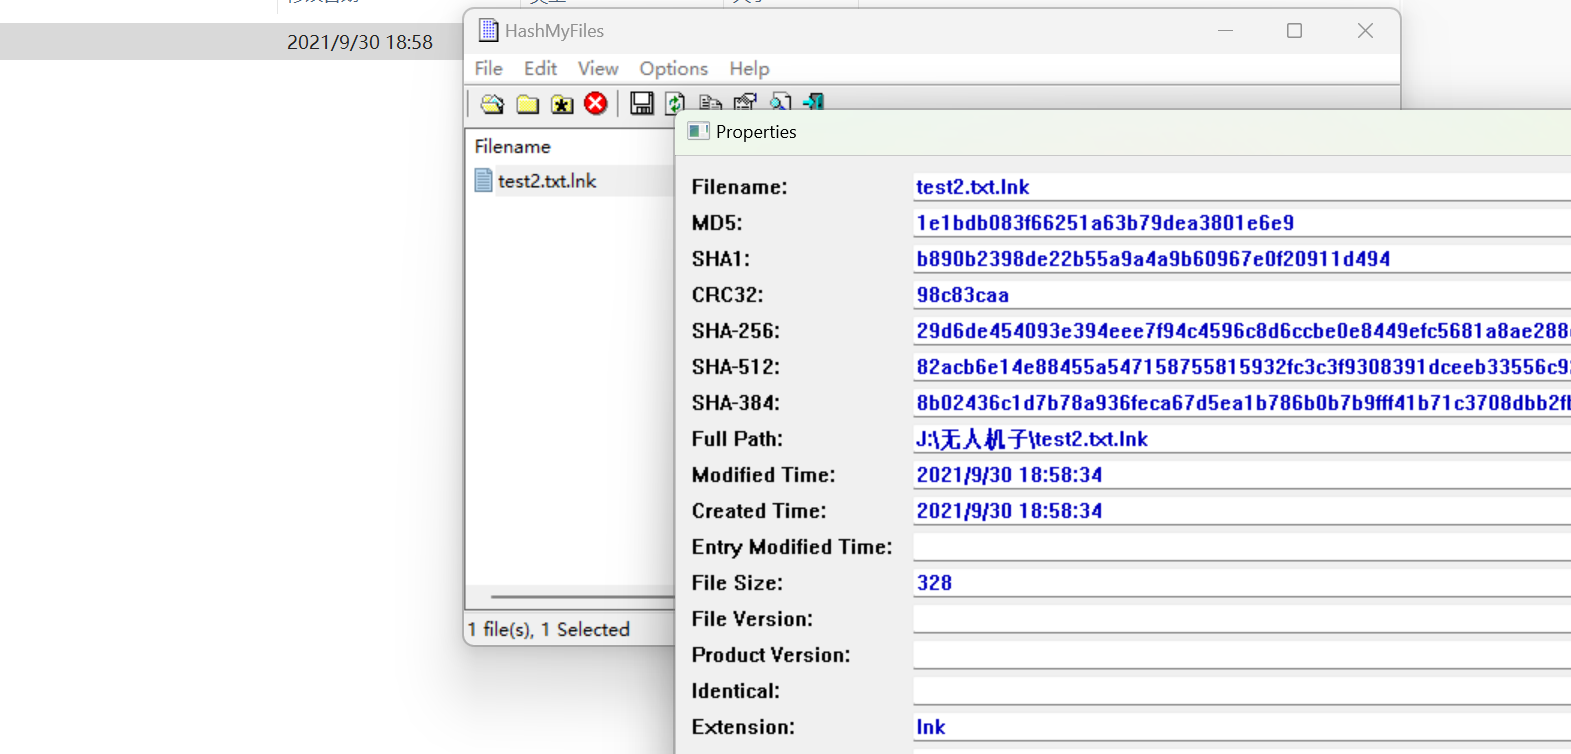 2021/9/30 18:58
HashMyFiles
File Edit View Options Help
Filename
test2.txt.lnk
1 file(s), 1 Selected
Properties
Filename: test2.txt.lnk
MD5: 1e1bdb083f66251a63b79dea3801e6e9
SHA1: b890b2398de22b55a9a4a9b60967e0f20911d494
CRC32: 98c83caa
SHA-256: 29d6de454093e394eee7f94c4596c8d6ccbe0e8449efc5681a8ae288
SHA-512: 82acb6e14e88455a547158755815932fc3c3f9308391dceeb33556c9
SHA-384: 8b02436c1d7b78a936feca67d5ea1b786b0b7b9fff41b71c3708dbb2f
Full Path: J:\无人机子\test2.txt.lnk
Modified Time: 2021/9/30 18:58:34
Created Time: 2021/9/30 18:58:34
Entry Modified Time:
File Size: 328
File Version:
Product Version:
Identical:
Extension: lnk